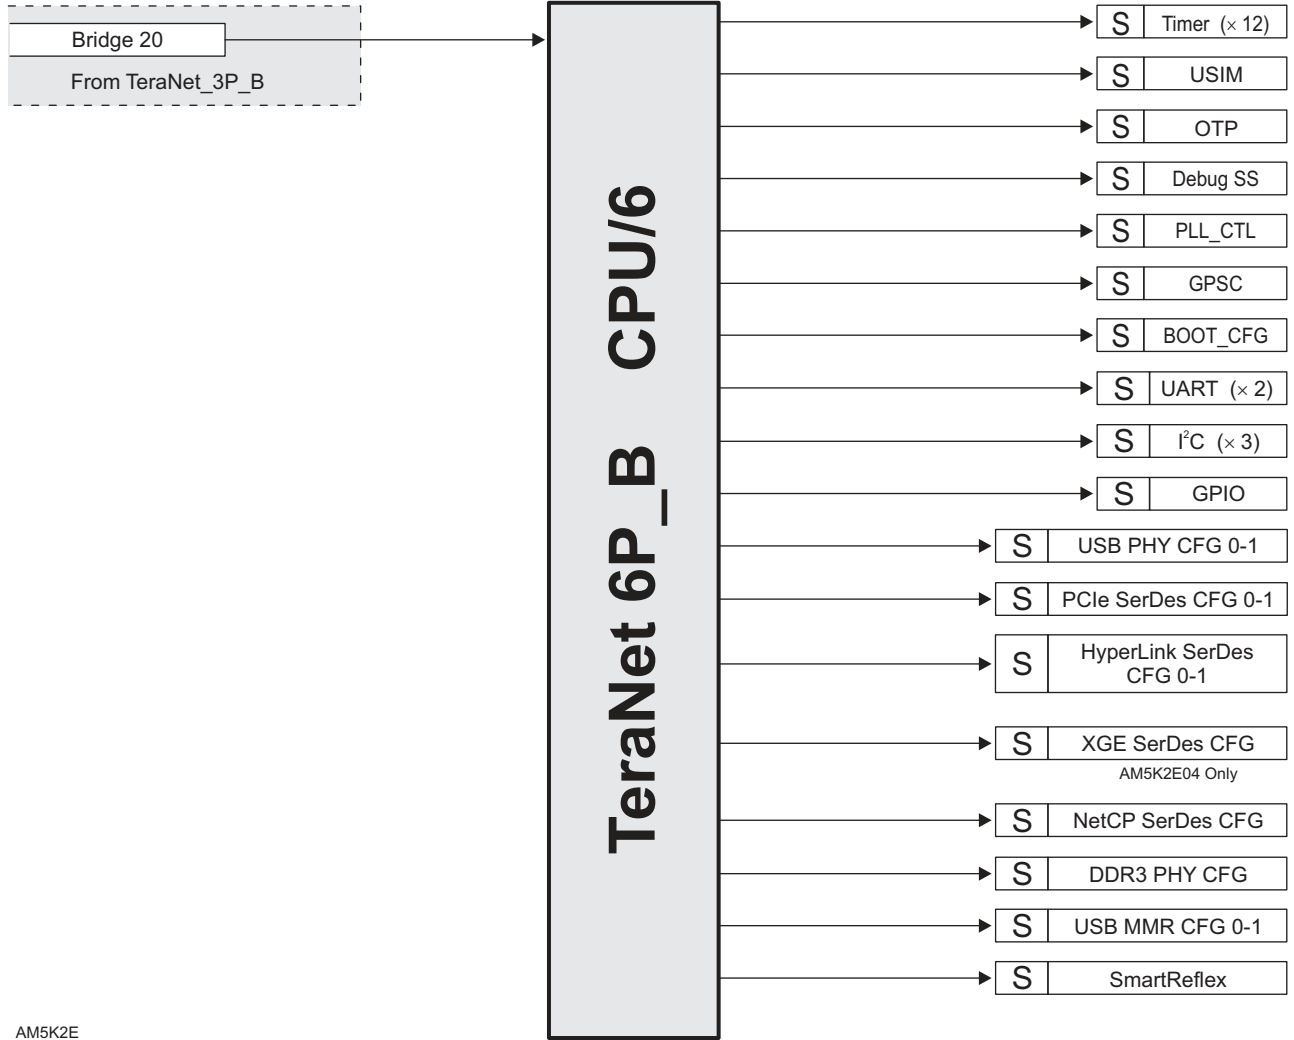 Bridge 20
From TeraNet_3P_B
TeraNet 6P_B CPU/6
S Timer (× 12)
S USIM
S OTP
S Debug SS
S PLL_CTL
S GPSC
S BOOT_CFG
S UART (× 2)
S I²C (× 3)
S GPIO
S USB PHY CFG 0-1
S PCIe SerDes CFG 0-1
S HyperLink SerDes
CFG 0-1
S XGE SerDes CFG
AM5K2E04 Only
S NetCP SerDes CFG
S DDR3 PHY CFG
S USB MMR CFG 0-1
S SmartReflex
AM5K2E